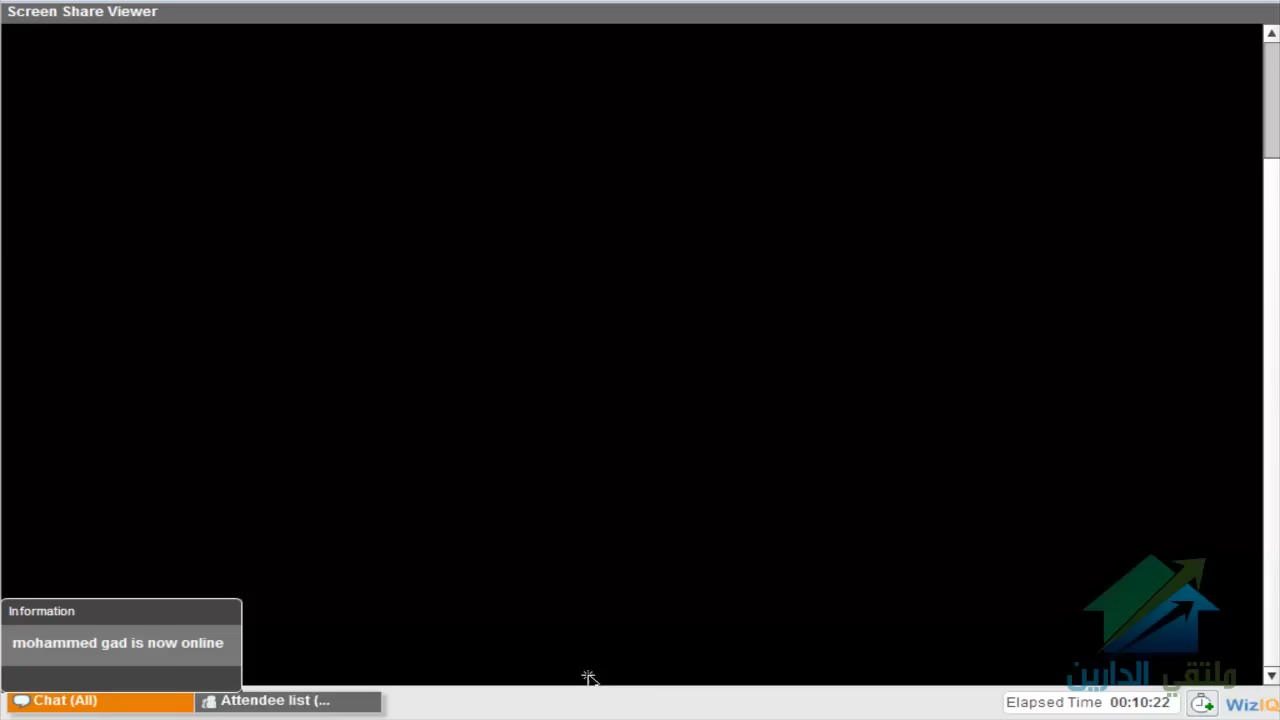 Screen Share Viewer
Information
mohammed gad is now online
Chat (All)
Attendee list (...
ملتقي الدارين
Elapsed Time 00:10:22
WizIQ